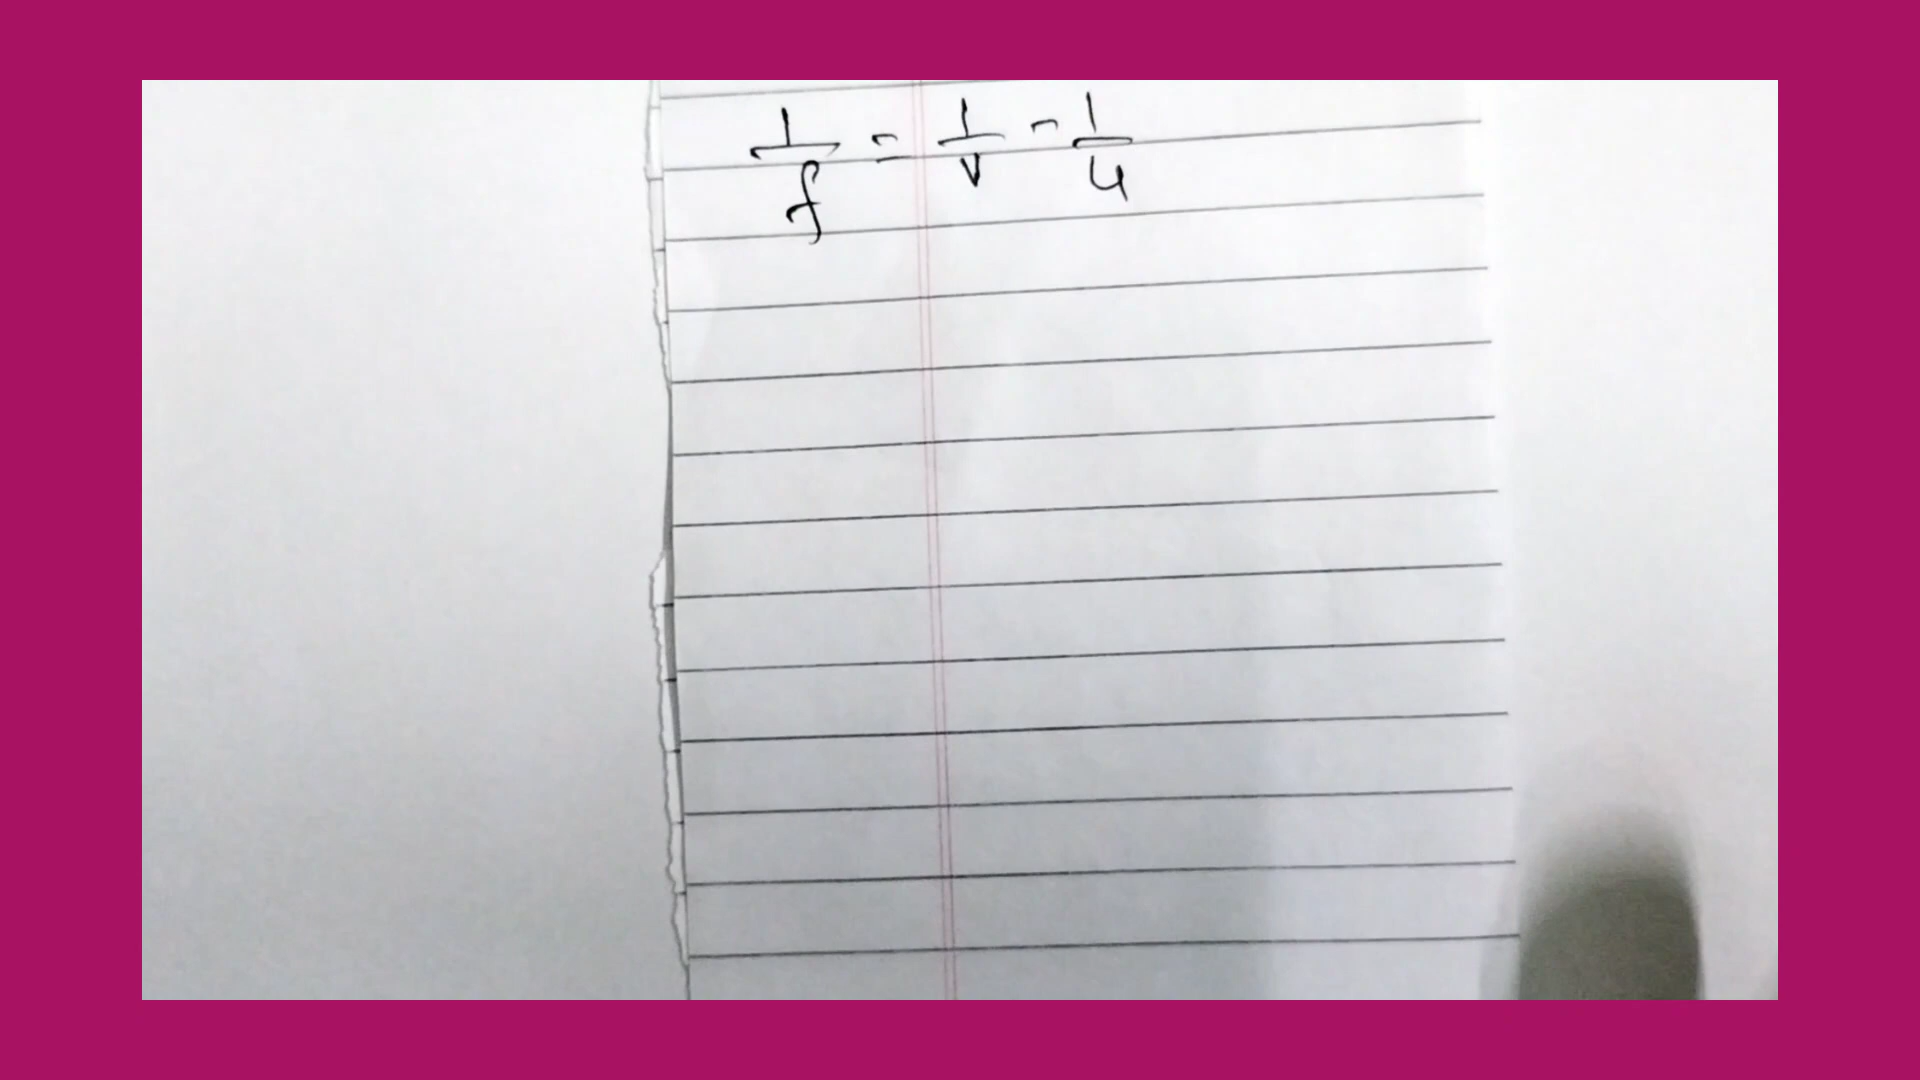 1/f = 1/v - 1/u